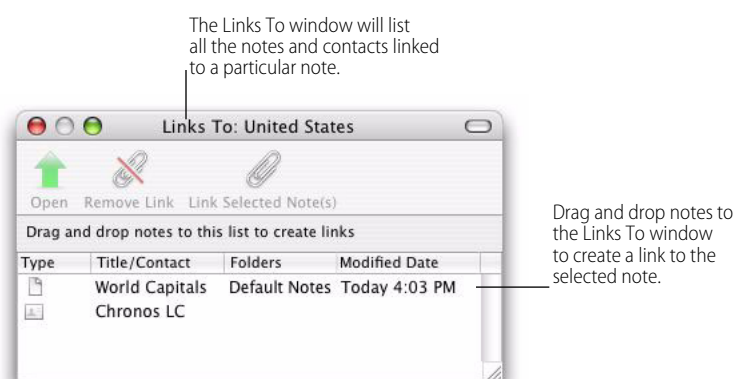 The Links To window will list
all the notes and contacts linked
to a particular note.
Links To: United States
Open Remove Link Link Selected Note(s)
Drag and drop notes to this list to create links
Type Title/Contact Folders Modified Date
World Capitals Default Notes Today 4:03 PM
Chronos LC
Drag and drop notes to
the Links To window
to create a link to the
selected note.